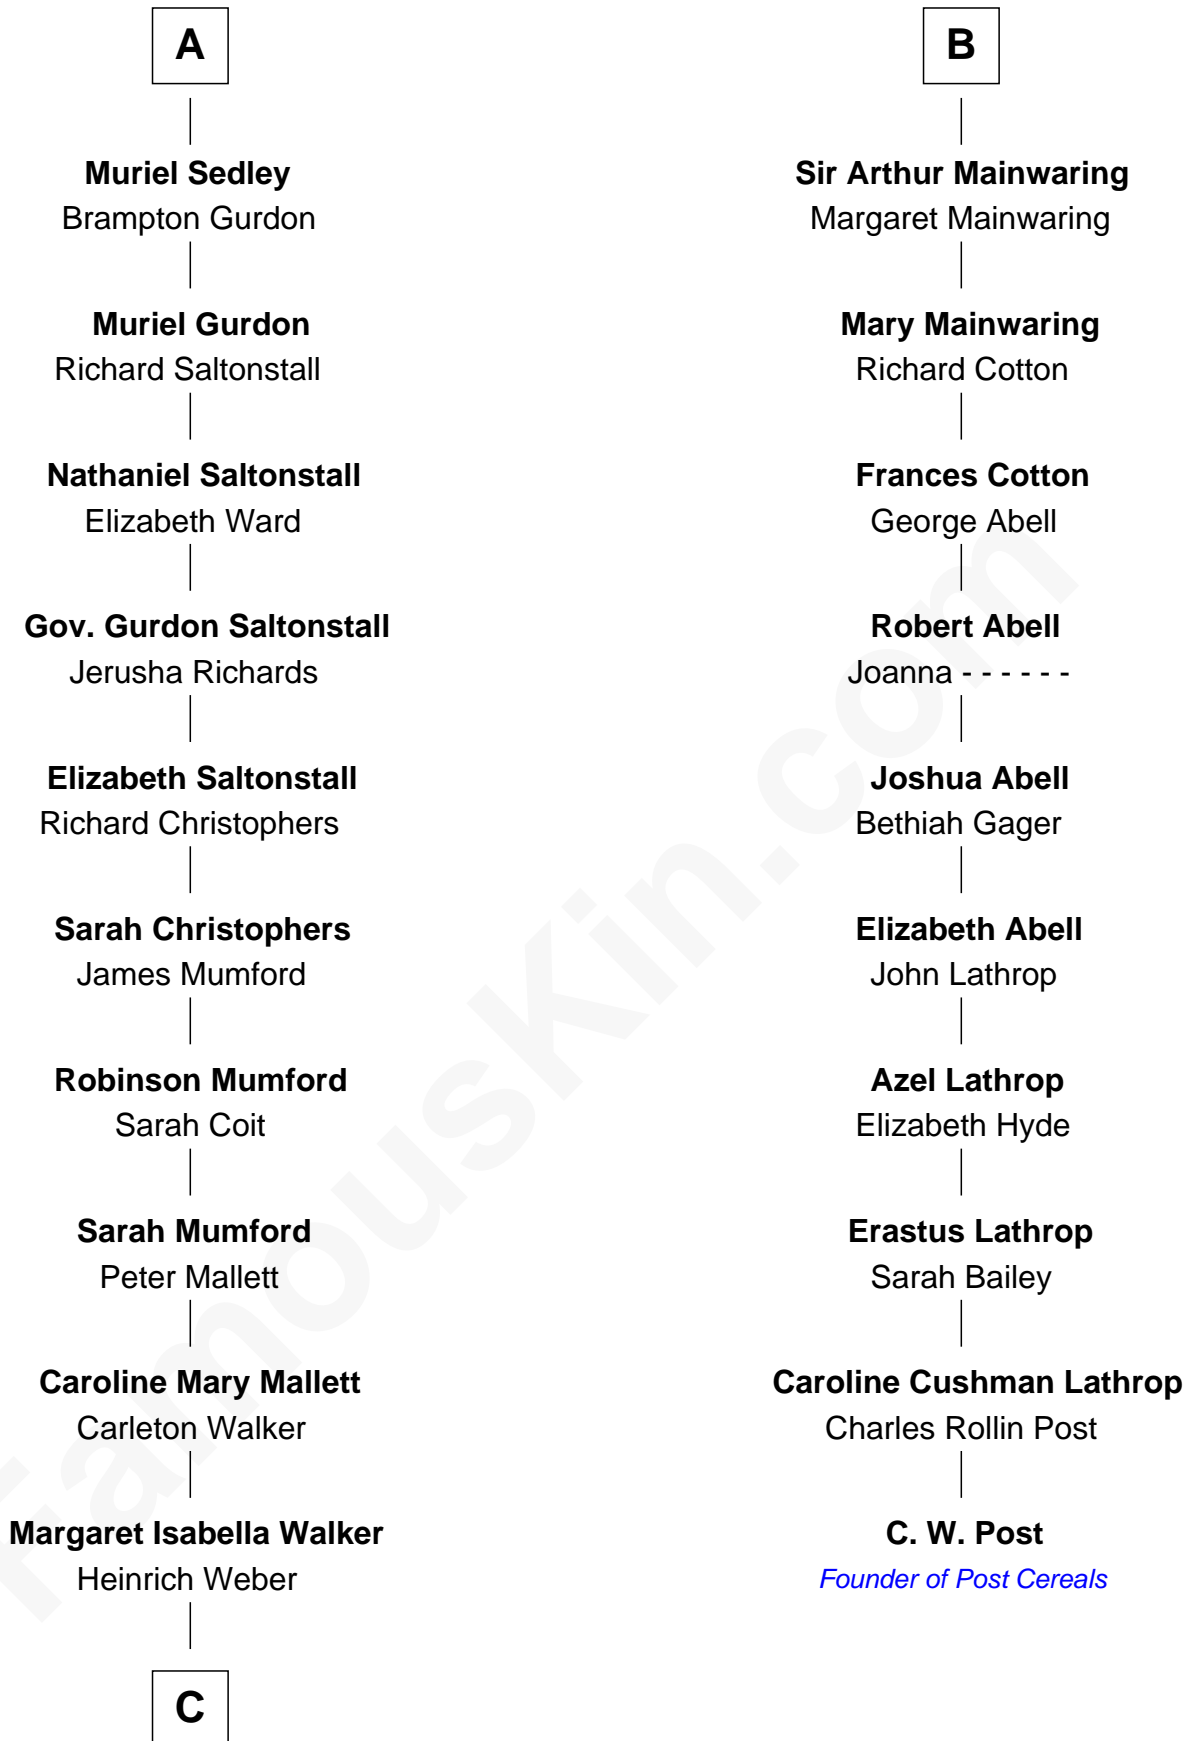 A
Muriel Sedley
Brampton Gurdon
Muriel Gurdon
Richard Saltonstall
Nathaniel Saltonstall
Elizabeth Ward
Gov. Gurdon Saltonstall
Jerusha Richards
Elizabeth Saltonstall
Richard Christophers
Sarah Christophers
James Mumford
Robinson Mumford
Sarah Coit
Sarah Mumford
Peter Mallett
Caroline Mary Mallett
Carleton Walker
Margaret Isabella Walker
Heinrich Weber
C
B
Sir Arthur Mainwaring
Margaret Mainwaring
Mary Mainwaring
Richard Cotton
Frances Cotton
George Abell
Robert Abell
Joanna - - - - - -
Joshua Abell
Bethiah Gager
Elizabeth Abell
John Lathrop
Azel Lathrop
Elizabeth Hyde
Erastus Lathrop
Sarah Bailey
Caroline Cushman Lathrop
Charles Rollin Post
C. W. Post
Founder of Post Cereals
FamousKin.com